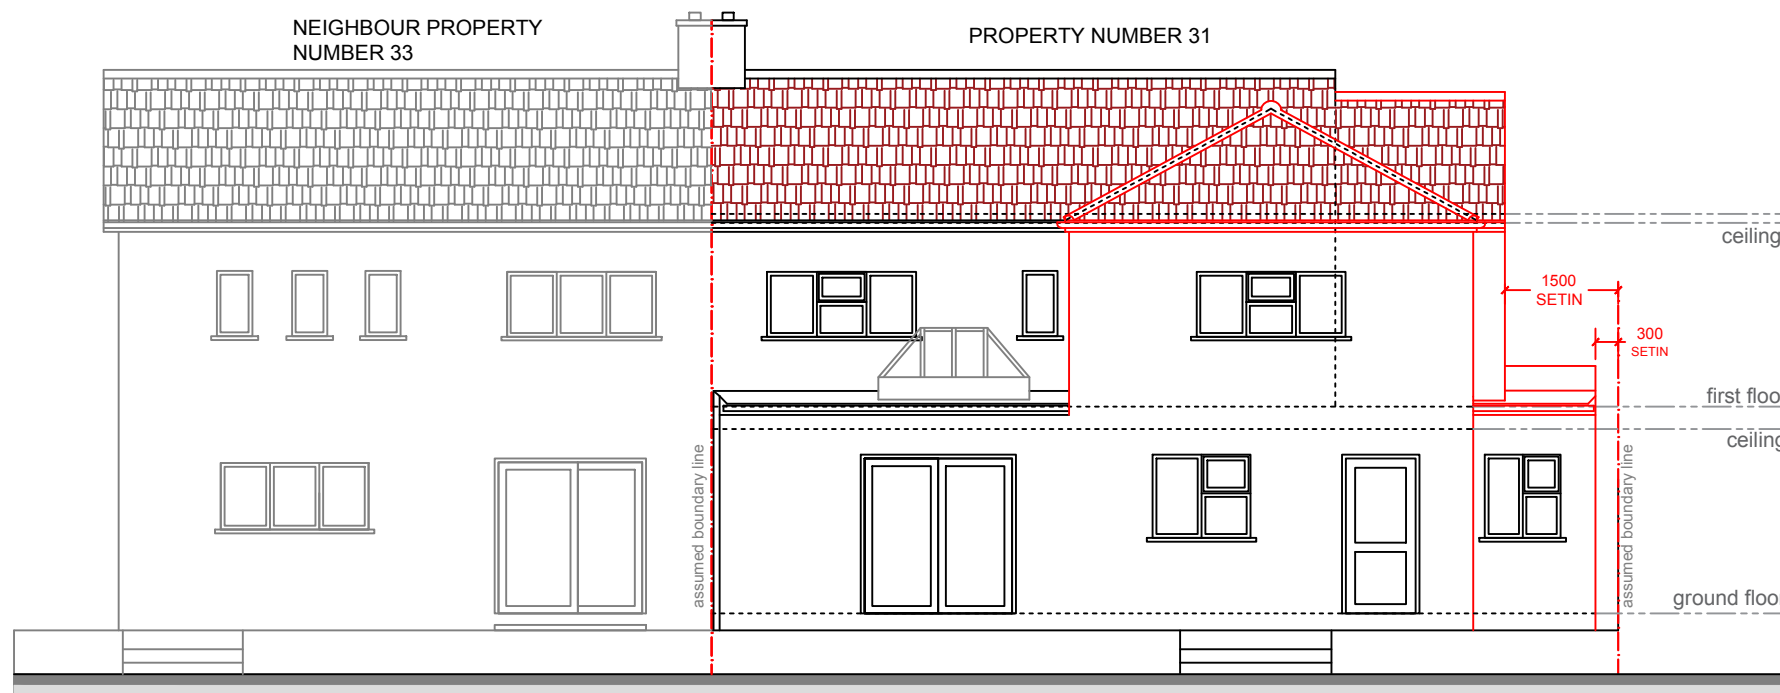 NEIGHBOUR PROPERTY
NUMBER 33
PROPERTY NUMBER 31
ceiling
1500
SETIN
300
SETIN
first floo
ceiling
assumed boundary line
assumed boundary line
ground floor